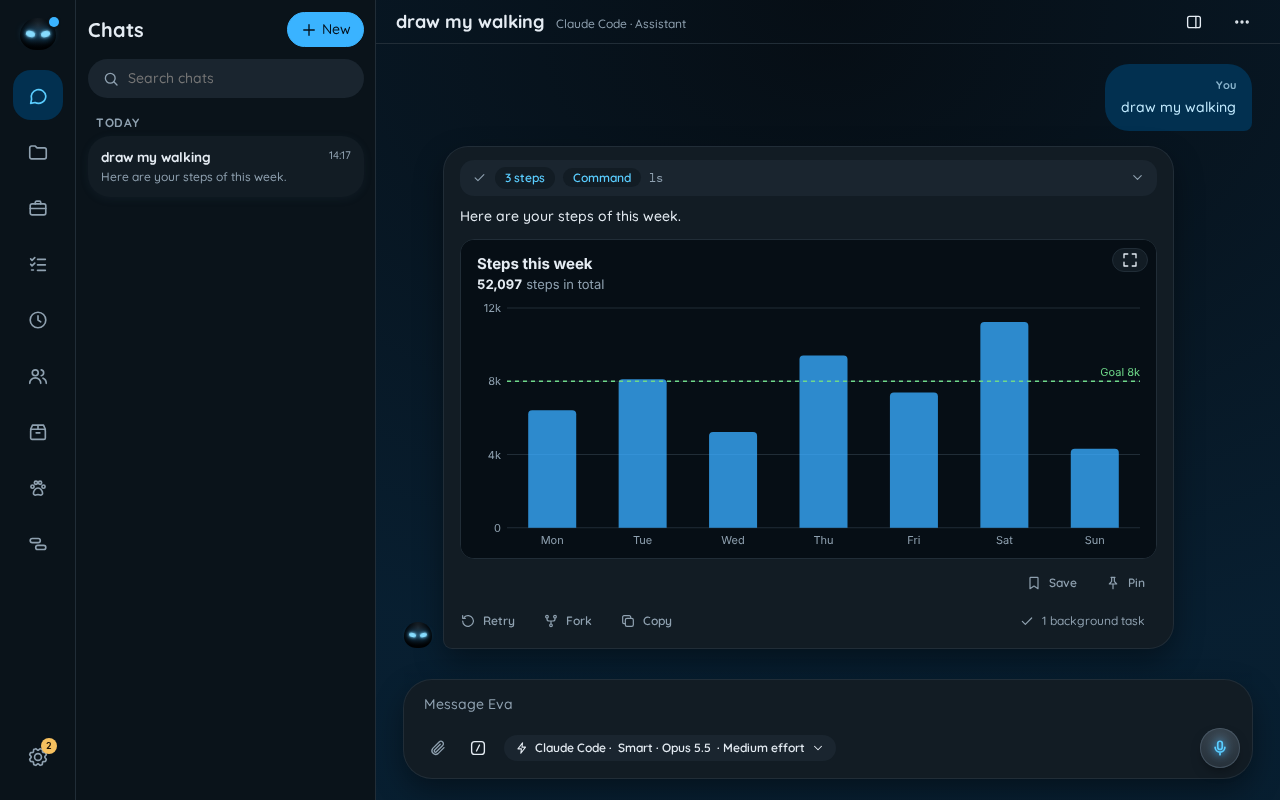 Chats
New
Search chats
TODAY
draw my walking 14:17
Here are your steps of this week.
2
draw my walking Claude Code · Assistant
You
draw my walking
3 steps Command 1s
Here are your steps of this week.
Steps this week
52,097 steps in total
12k
8k
4k
0
Goal 8k
Mon Tue Wed Thu Fri Sat Sun
Save Pin
Retry Fork Copy 1 background task
Message Eva
Claude Code · Smart · Opus 5.5 · Medium effort